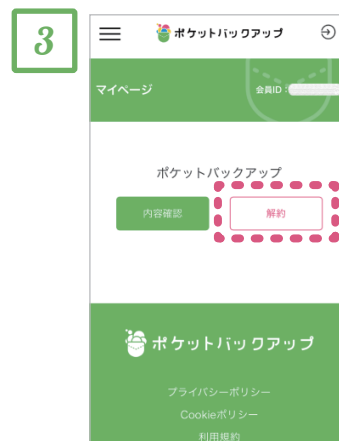 3
ポケットバックアップ
マイページ
会員ID：
ポケットバックアップ
内容確認
解約
ポケットバックアップ
プライバシーポリシー
Cookieポリシー
利用規約